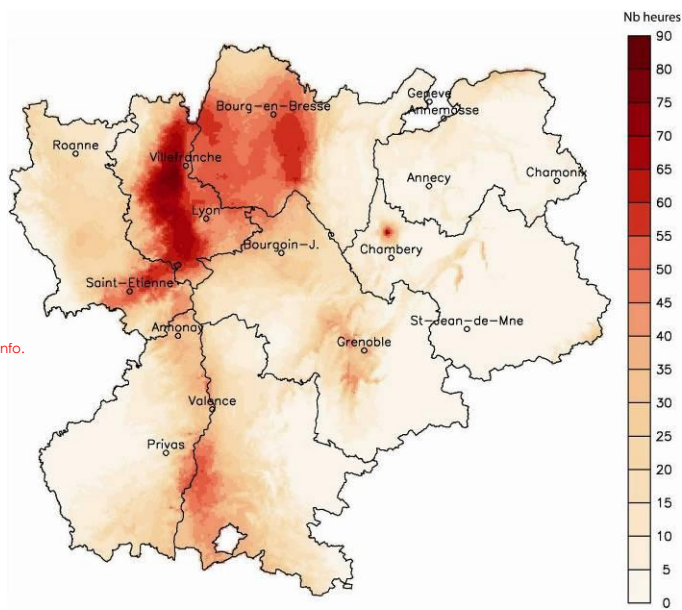 Nb heures
90
80
75
70
65
60
55
50
45
40
35
30
25
20
15
10
5
0
Geneve
Annemasse
Bourg-en-Bresse
Roanne
Villefranche
Annecy
Chamonix
Lyon
Bourgoin-J.
Chambery
Saint-Etienne
St-Jean-de-Mne
Annonay
Grenoble
nfo.
Valence
Privas